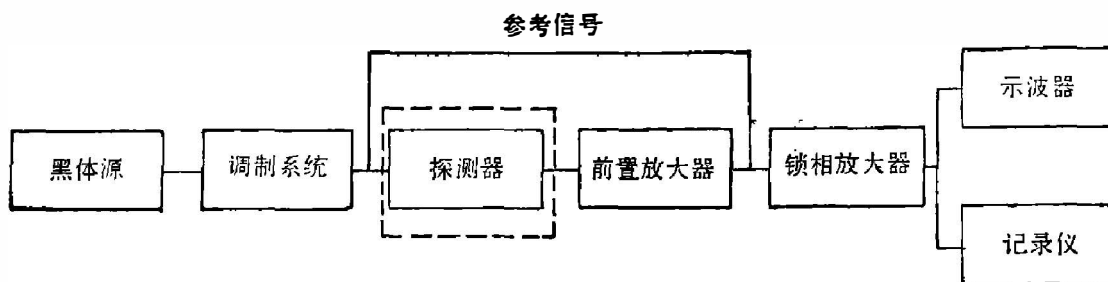 参考信号
黑体源
调制系统
探测器
前置放大器
锁相放大器
示波器
记录仪